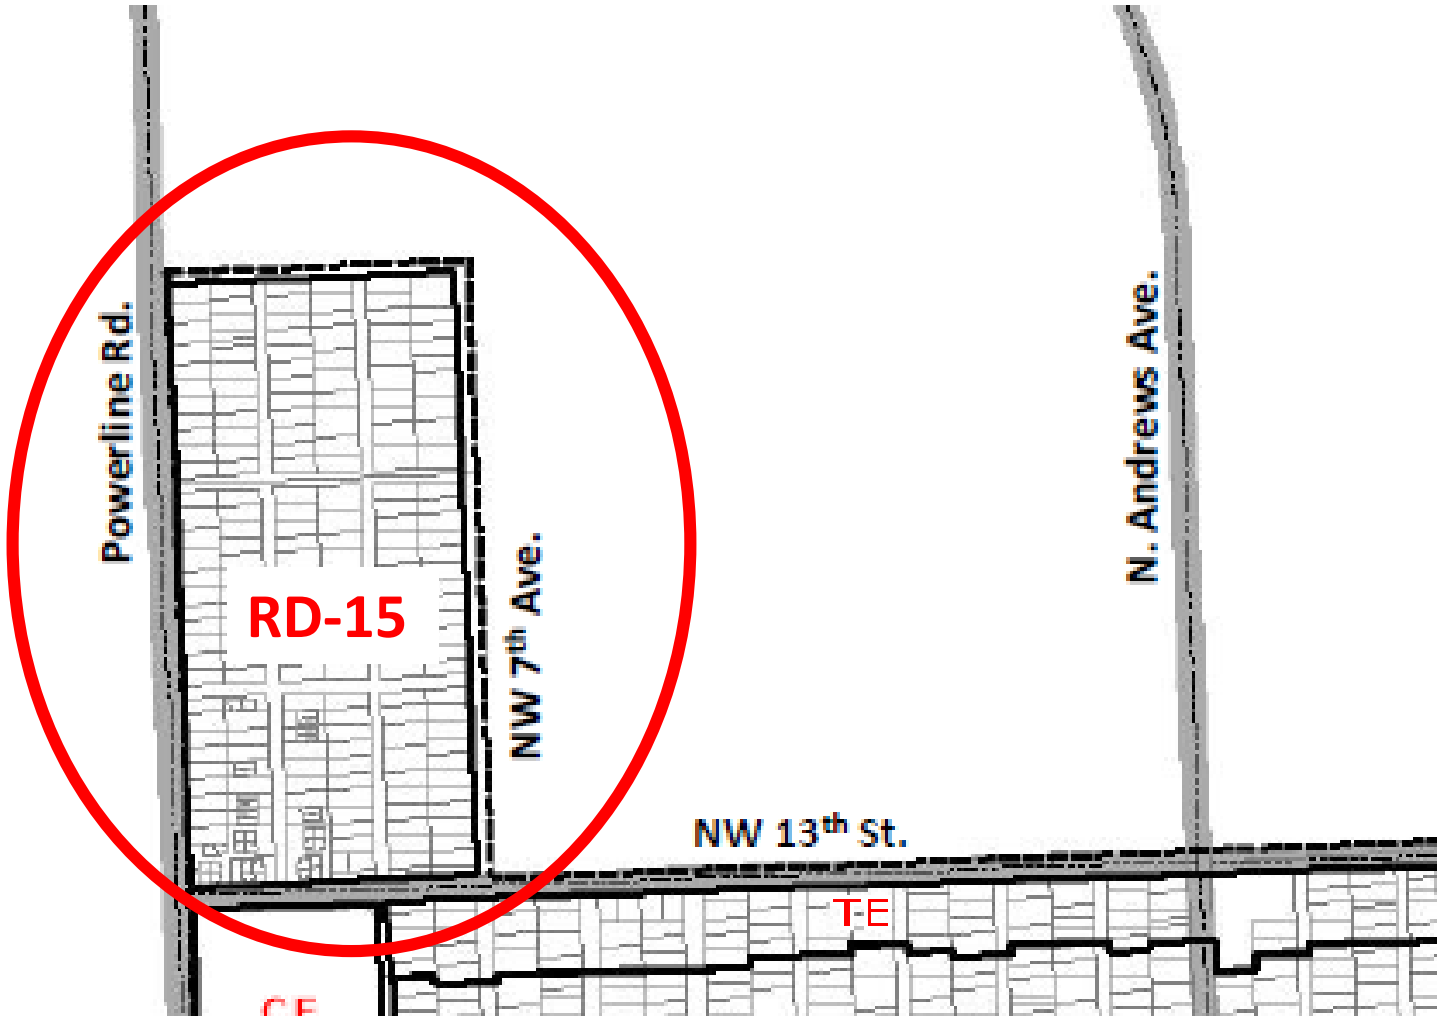 Powerline Rd.
N. Andrews Ave.
RD-15
NW 7th Ave.
NW 13th St.
T-E